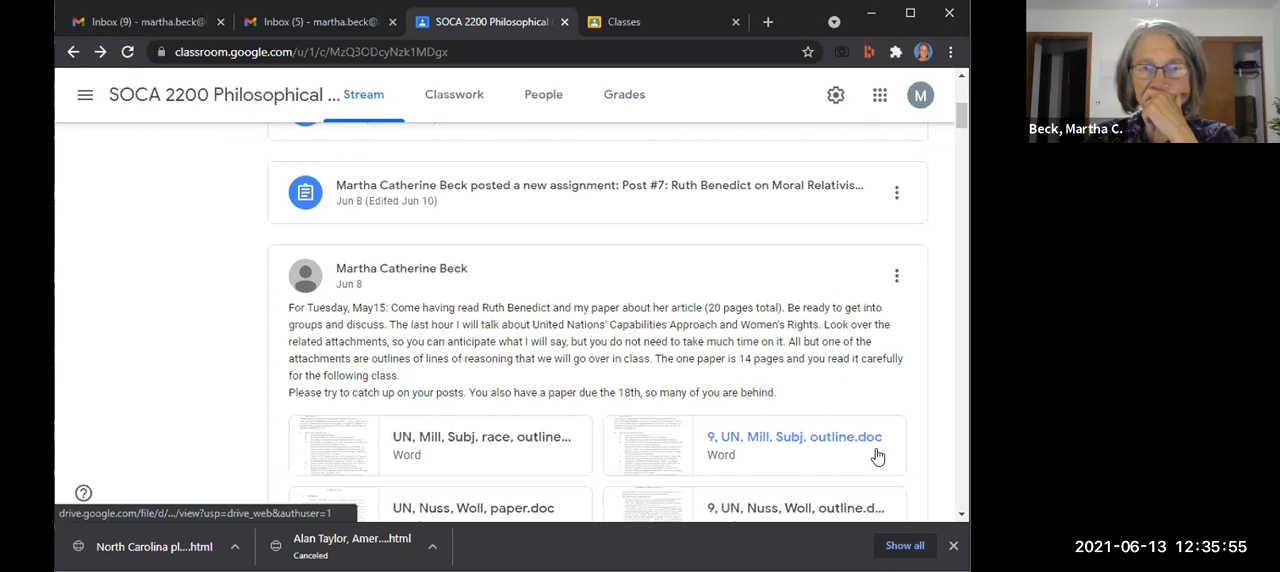 Inbox (9) - martha.beck@
Inbox (5) - martha.beck@
SOCA 2200 Philosophical
Classes
classroom.google.com/u/1/c/MzQ3ODcyNzk1MDgx
SOCA 2200 Philosophical ...
Stream
Classwork
People
Grades
M
Martha Catherine Beck posted a new assignment: Post #7: Ruth Benedict on Moral Relativis...
Jun 8 (Edited Jun 10)
Martha Catherine Beck
Jun 8
For Tuesday, May15: Come having read Ruth Benedict and my paper about her article (20 pages total). Be ready to get into
groups and discuss. The last hour I will talk about United Nations' Capabilities Approach and Women's Rights. Look over the
related attachments, so you can anticipate what I will say, but you do not need to take much time on it. All but one of the
attachments are outlines of lines of reasoning that we will go over in class. The one paper is 14 pages and you read it carefully
for the following class.
Please try to catch up on your posts. You also have a paper due the 18th, so many of you are behind.
UN, Mill, Subj. race, outline...
Word
9, UN, Mill, Subj. outline.doc
Word
UN, Nuss, Woll, paper.doc
9, UN, Nuss, Woll, outline.d...
drive.google.com/file/d/.../view?usp=drive_web&authuser=1
North Carolina pl....html
Alan Taylor, Amer....html
Canceled
Show all
Beck, Martha C.
2021-06-13 12:35:55